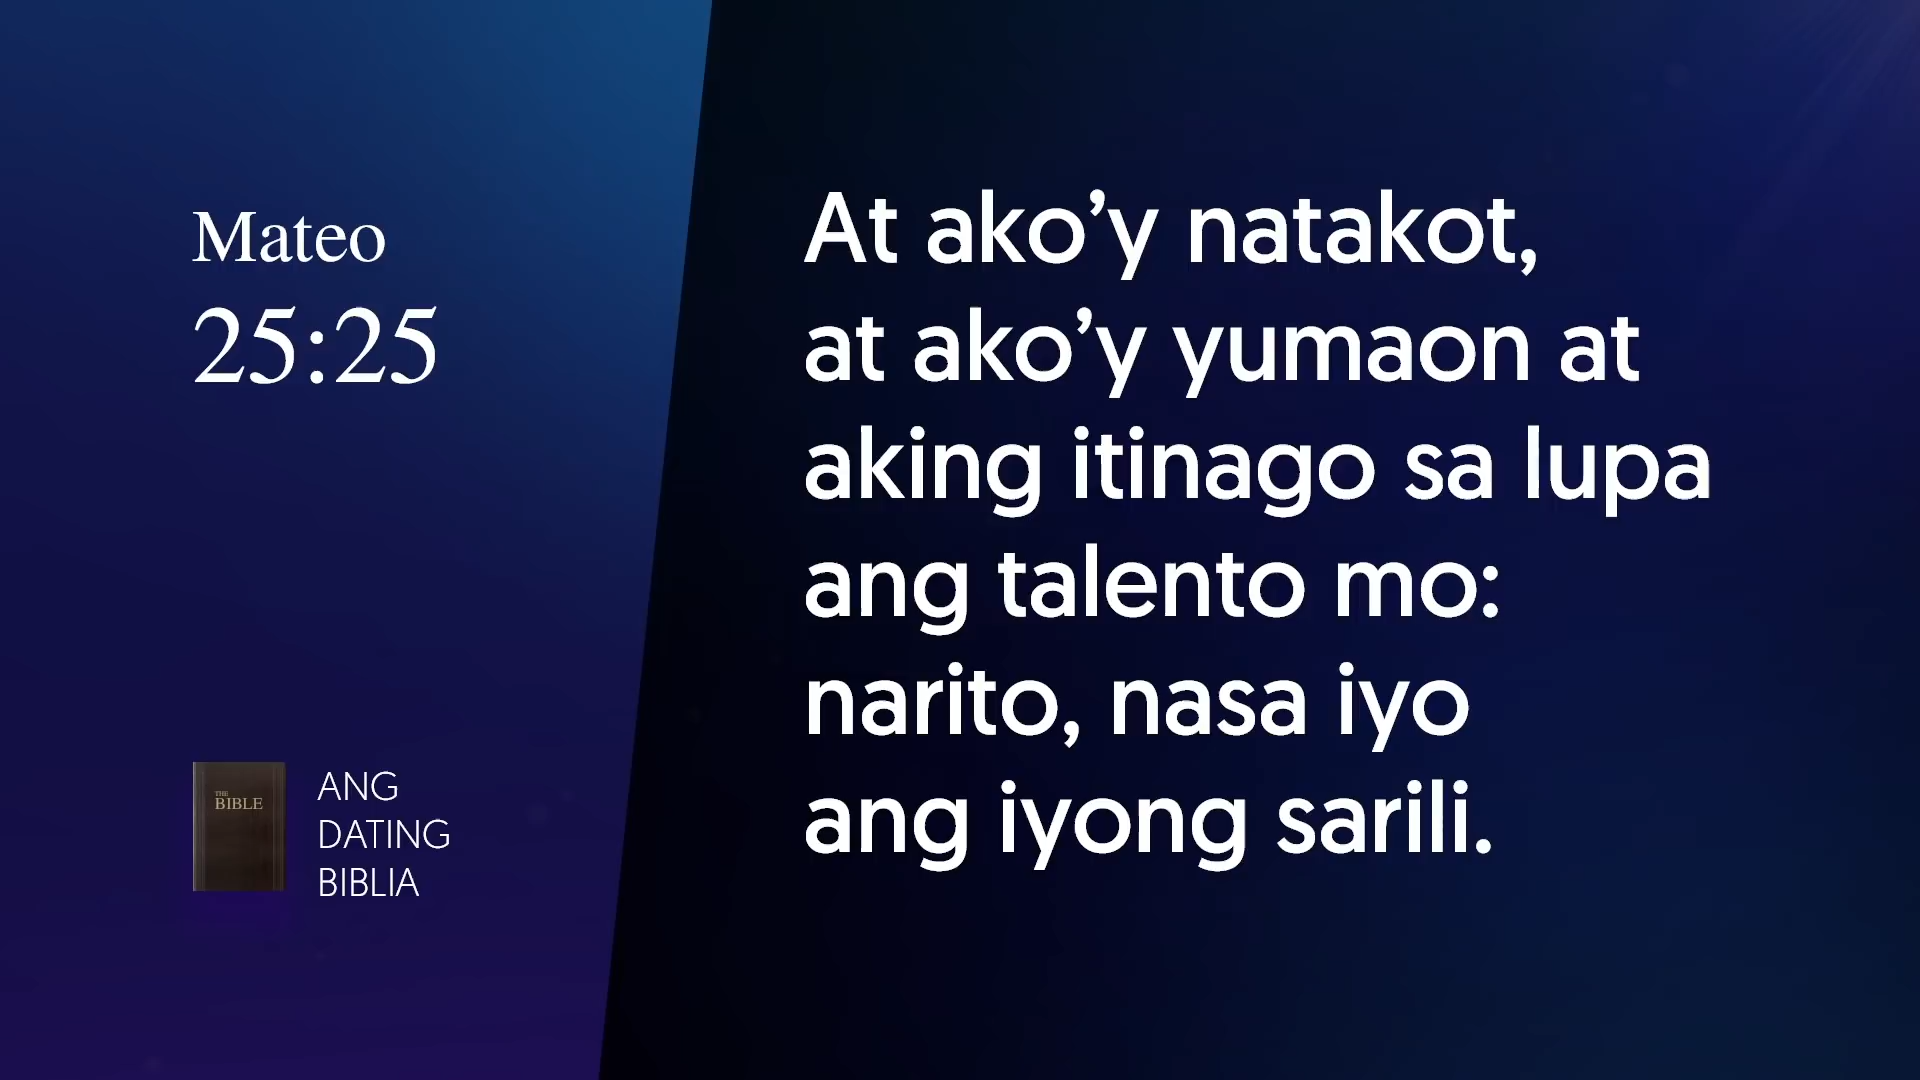 Mateo
25:25
At ako’y natakot,
at ako’y yumaon at
aking itinago sa lupa
ang talento mo:
narito, nasa iyo
ang iyong sarili.
THE
BIBLE
ANG
DATING
BIBLIA